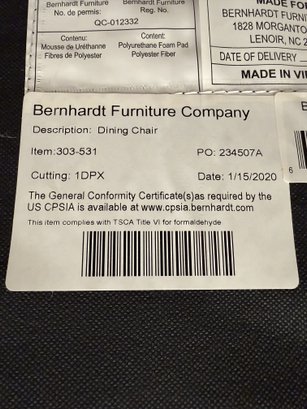 Bernhardt Furniture
No. de permis:
Bernhardt Furniture
Reg. No.
QC-012332
Contenu:
Mousse de Uréthanne
Fibres de Polyester
Content:
Polyurethane Foam Pad
Polyester Fiber
MADE FO
BERNHARDT FURNI
1828 MORGANTO
LENOIR, NC 2
DATE OF DELIVERY
MADE IN VI
Bernhardt Furniture Company
Description: Dining Chair
Item: 303-531 PO: 234507A
Cutting: 1DPX Date: 1/15/2020
The General Conformity Certificate(s)as required by the
US CPSIA is available at www.cpsia.bernhardt.com.
This item complies with TSCA Title VI for formaldehyde
6